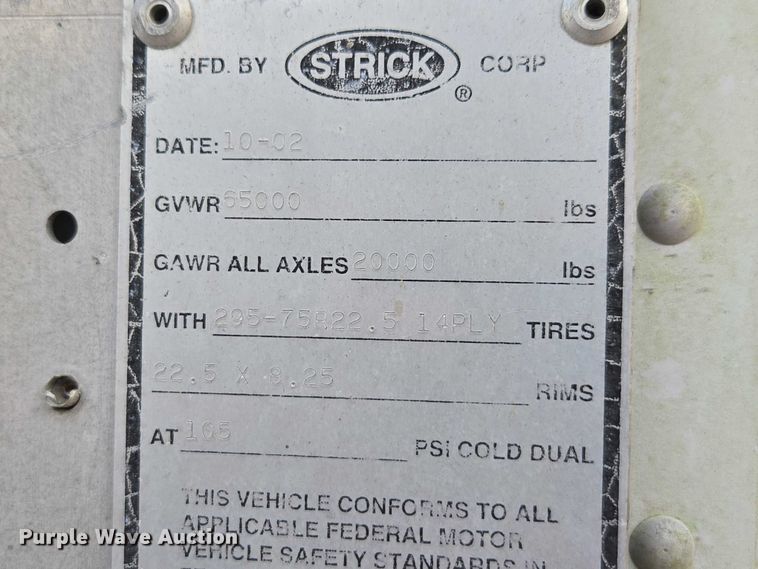 MFD. BY STRICK ® CORP
DATE: 10-02
GVWR 65000 lbs
GAWR ALL AXLES 20000 lbs
WITH 295-75R22.5 14PLY TIRES
22.5 X 8.25 RIMS
AT 105 PSI COLD DUAL
THIS VEHICLE CONFORMS TO ALL
APPLICABLE FEDERAL MOTOR
VEHICLE SAFETY STANDARDS IN
Purple Wave Auction